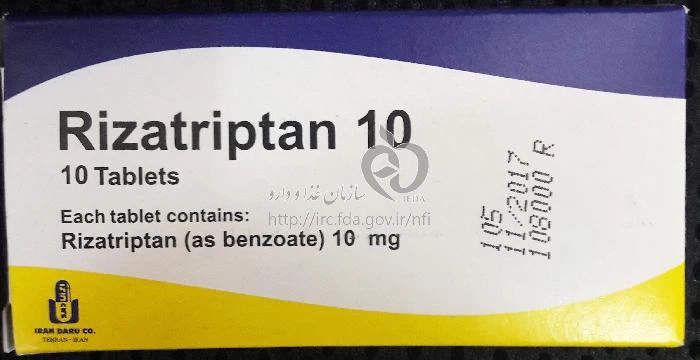 Rizatriptan 10
10 Tablets
Each tablet contains:
Rizatriptan (as benzoate) 10 mg
105
11/2017
108000 R
سازمان غذا و دارو
IFDA
http://irc.fda.gov.ir/nfi
IRAN DARU CO.
TEHRAN - IRAN